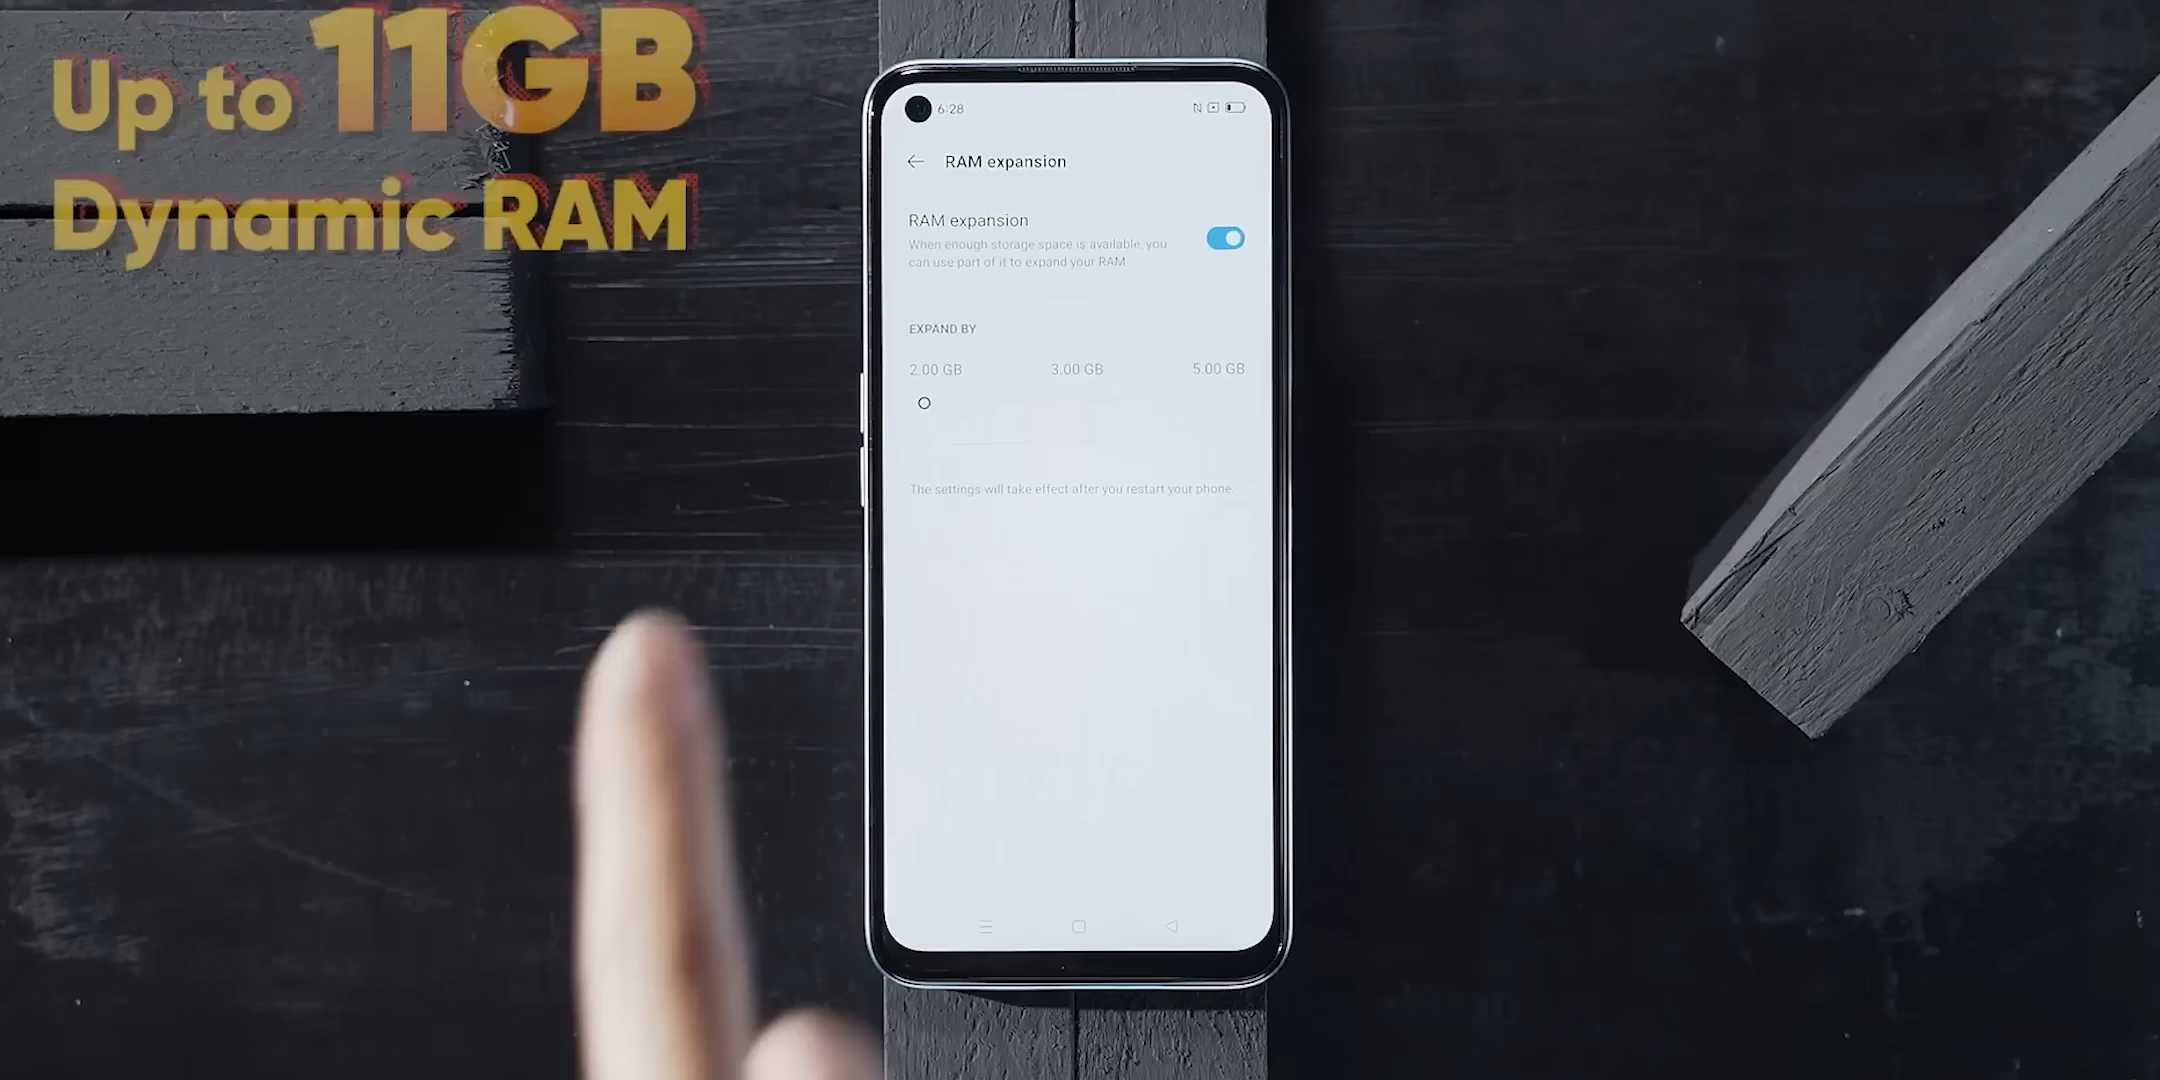 Up to 11GB
Dynamic RAM
6:28
RAM expansion
RAM expansion
When enough storage space is available, you
can use part of it to expand your RAM
EXPAND BY
2.00 GB 3.00 GB 5.00 GB
The settings will take effect after you restart your phone.